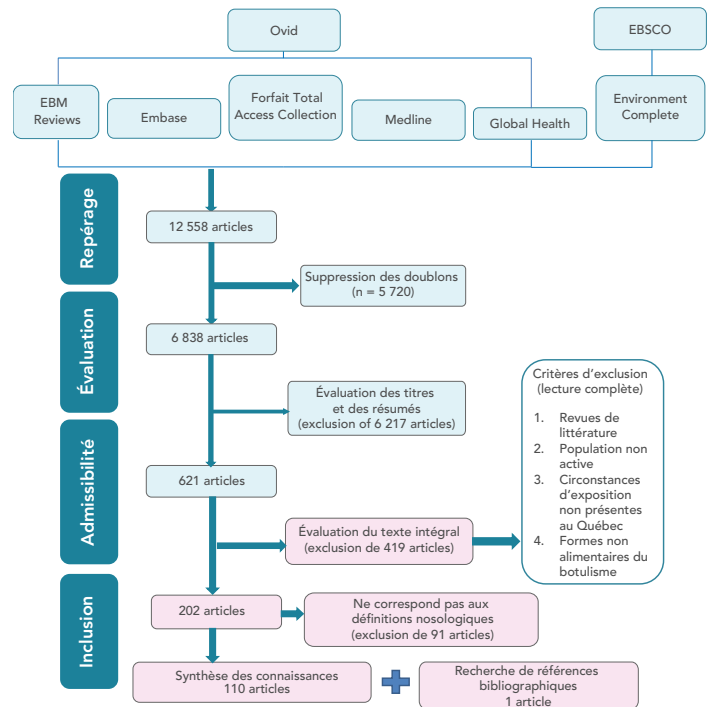 Ovid
EBSCO
EBM
Reviews
Embase
Forfait Total
Access Collection
Medline
Global Health
Environment
Complete
Repérage
12 558 articles
Suppression des doublons
(n = 5 720)
Évaluation
6 838 articles
Évaluation des titres
et des résumés
(exclusion of 6 217 articles)
Critères d'exclusion
(lecture complète)
1. Revues de
littérature
2. Population non
active
3. Circonstances
d'exposition
non présentes
au Québec
4. Formes non
alimentaires du
botulisme
Admissibilité
621 articles
Évaluation du texte intégral
(exclusion de 419 articles)
Inclusion
202 articles
Ne correspond pas aux
définitions nosologiques
(exclusion de 91 articles)
Synthèse des connaissances
110 articles
Recherche de références
bibliographiques
1 article